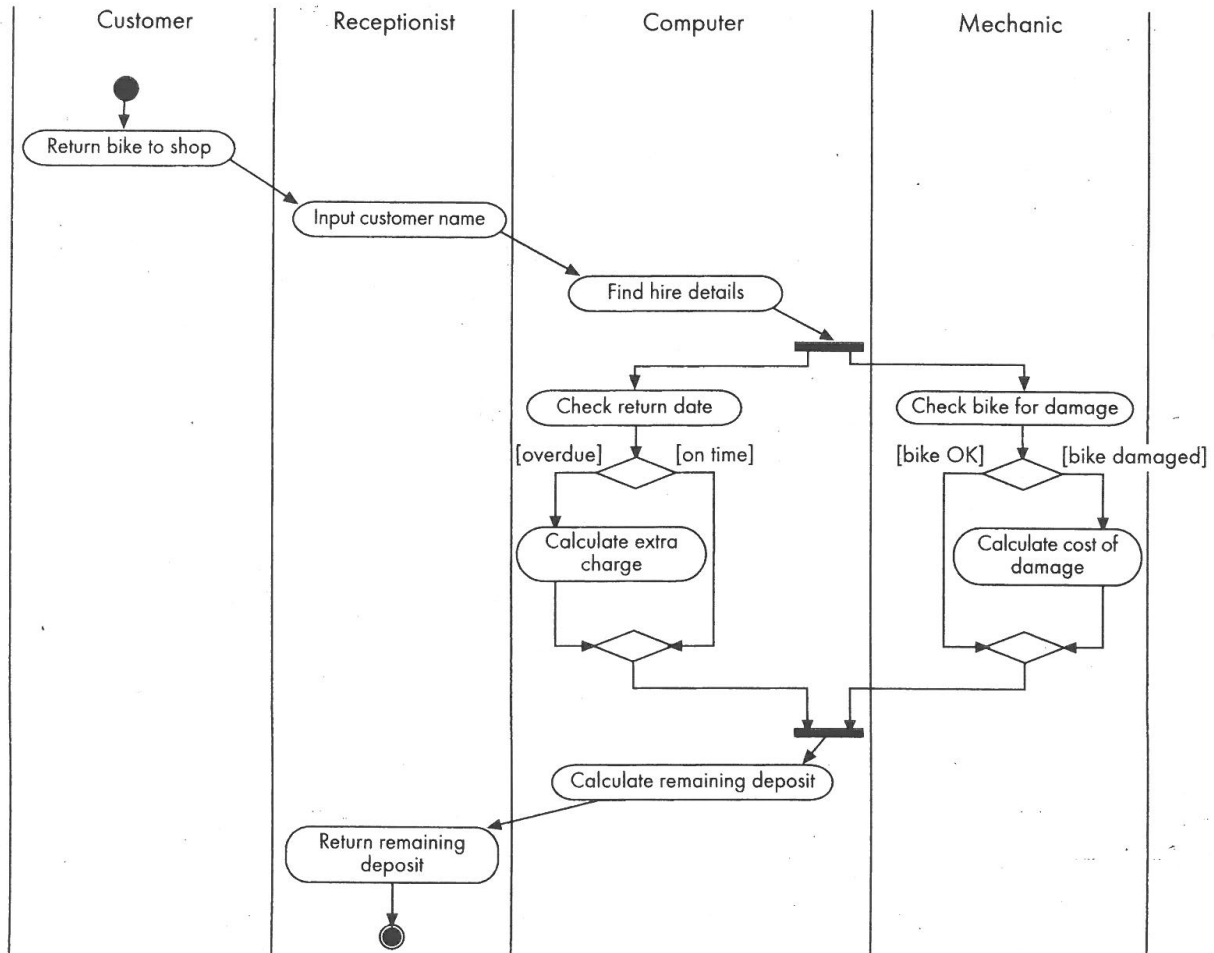 Customer
Receptionist
Computer
Mechanic
Return bike to shop
Input customer name
Find hire details
Check return date
Check bike for damage
[overdue]
[on time]
[bike OK]
[bike damaged]
Calculate extra
charge
Calculate cost of
damage
Calculate remaining deposit
Return remaining
deposit